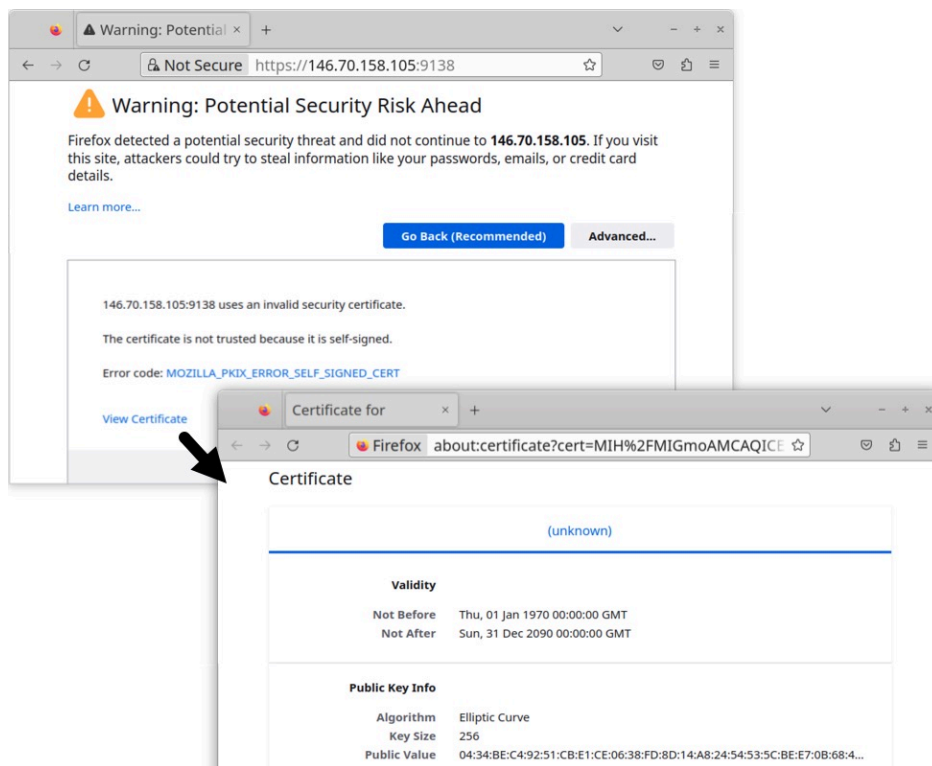 Warning: Potential × +
Not Secure https://146.70.158.105:9138
Warning: Potential Security Risk Ahead
Firefox detected a potential security threat and did not continue to 146.70.158.105. If you visit
this site, attackers could try to steal information like your passwords, emails, or credit card
details.
Learn more...
Go Back (Recommended) Advanced...
146.70.158.105:9138 uses an invalid security certificate.
The certificate is not trusted because it is self-signed.
Error code: MOZILLA_PKIX_ERROR_SELF_SIGNED_CERT
View Certificate
Certificate for × +
Firefox about:certificate?cert=MIH%2FMIGmoAMCAQICE
Certificate
(unknown)
Validity
Not Before Thu, 01 Jan 1970 00:00:00 GMT
Not After Sun, 31 Dec 2090 00:00:00 GMT
Public Key Info
Algorithm Elliptic Curve
Key Size 256
Public Value 04:34:BE:C4:92:51:CB:E1:CE:06:38:FD:8D:14:A8:24:54:53:5C:BE:E7:0B:68:4...